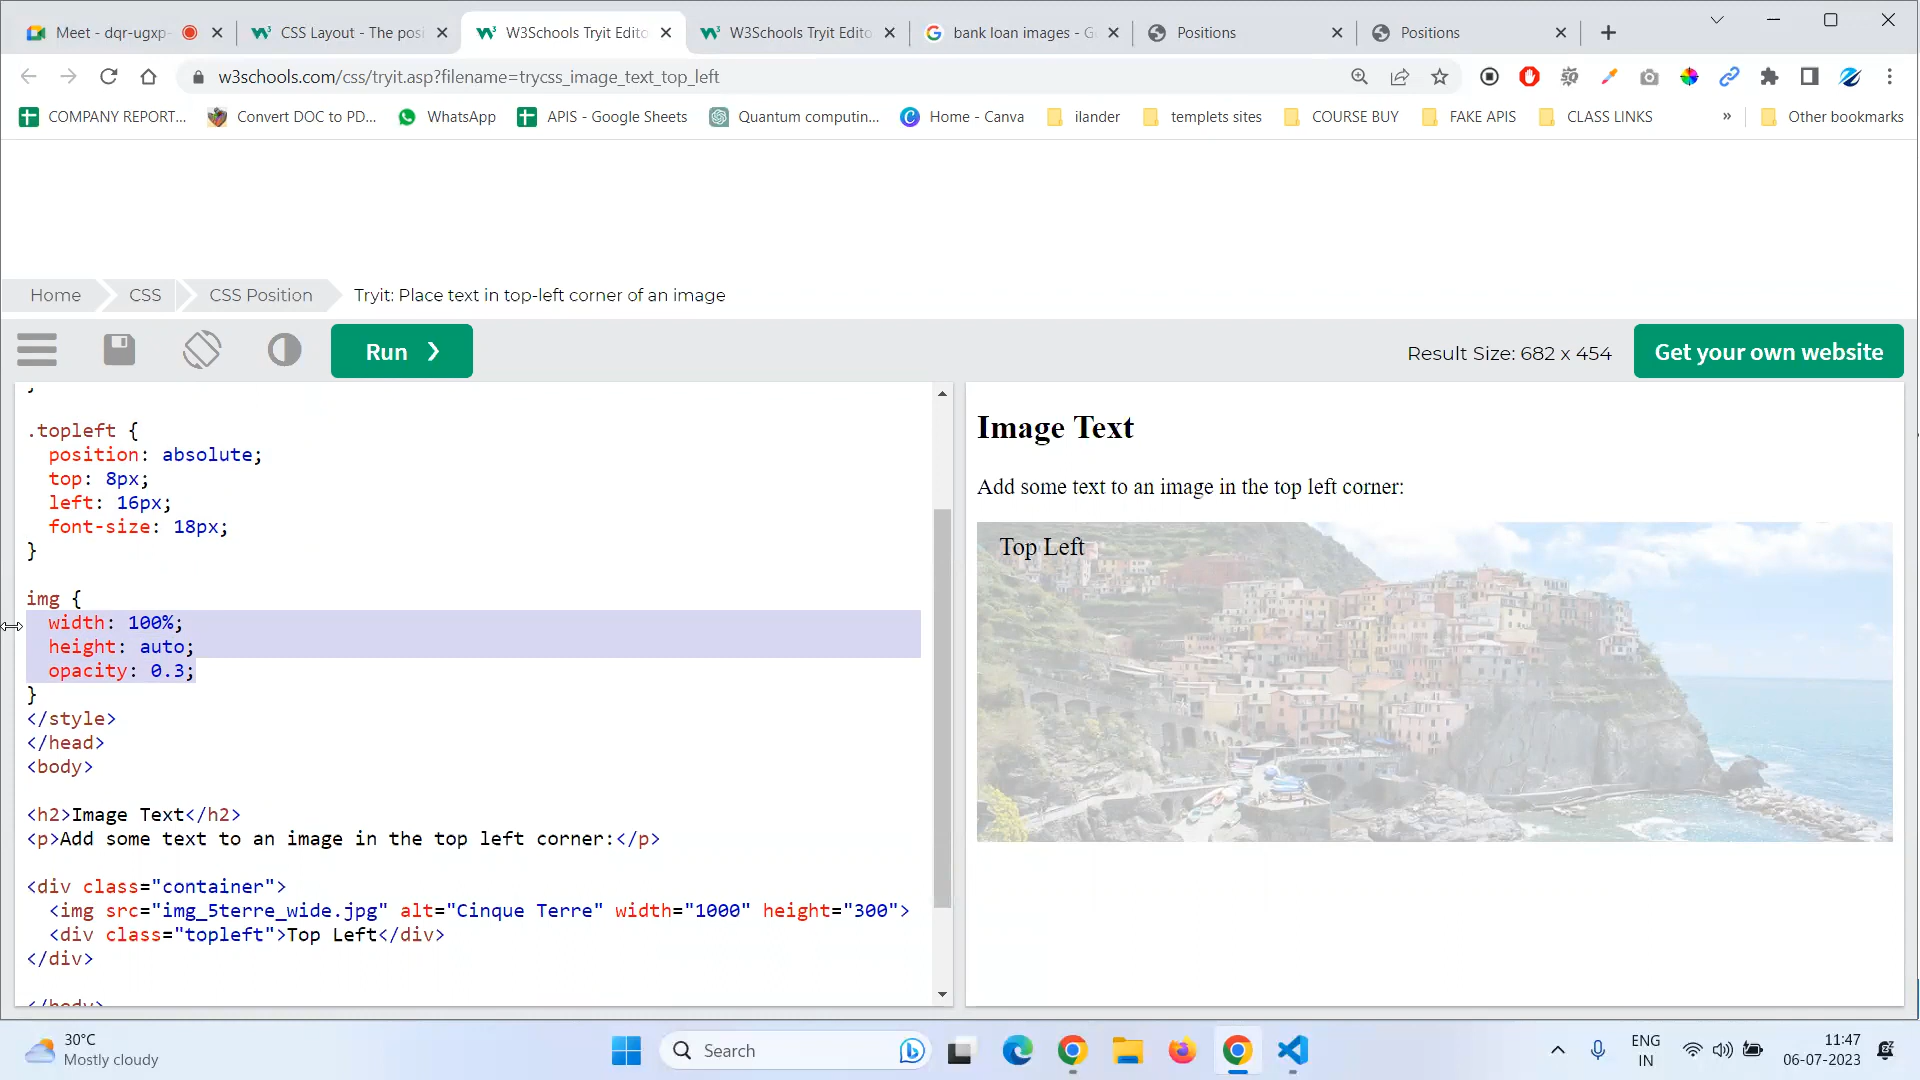 Meet - dqr-ugxp- CSS Layout - The posi W3Schools Tryit Edito W3Schools Tryit Edito bank loan images - G Positions Positions
w3schools.com/css/tryit.asp?filename=trycss_image_text_top_left
COMPANY REPORT... Convert DOC to PD... WhatsApp APIS - Google Sheets Quantum computin... Home - Canva ilander templets sites COURSE BUY FAKE APIS CLASS LINKS » Other bookmarks
Home CSS CSS Position Tryit: Place text in top-left corner of an image
Run ❯ Result Size: 682 x 454 Get your own website
}
.topleft {
position: absolute;
top: 8px;
left: 16px;
font-size: 18px;
}
img {
width: 100%;
height: auto;
opacity: 0.3;
}
</style>
</head>
<body>
<h2>Image Text</h2>
<p>Add some text to an image in the top left corner:</p>
<div class="container">
<img src="img_5terre_wide.jpg" alt="Cinque Terre" width="1000" height="300">
<div class="topleft">Top Left</div>
</div>
</body>
Image Text
Add some text to an image in the top left corner:
Top Left
30°C
Mostly cloudy
Search
ENG
IN
11:47
06-07-2023